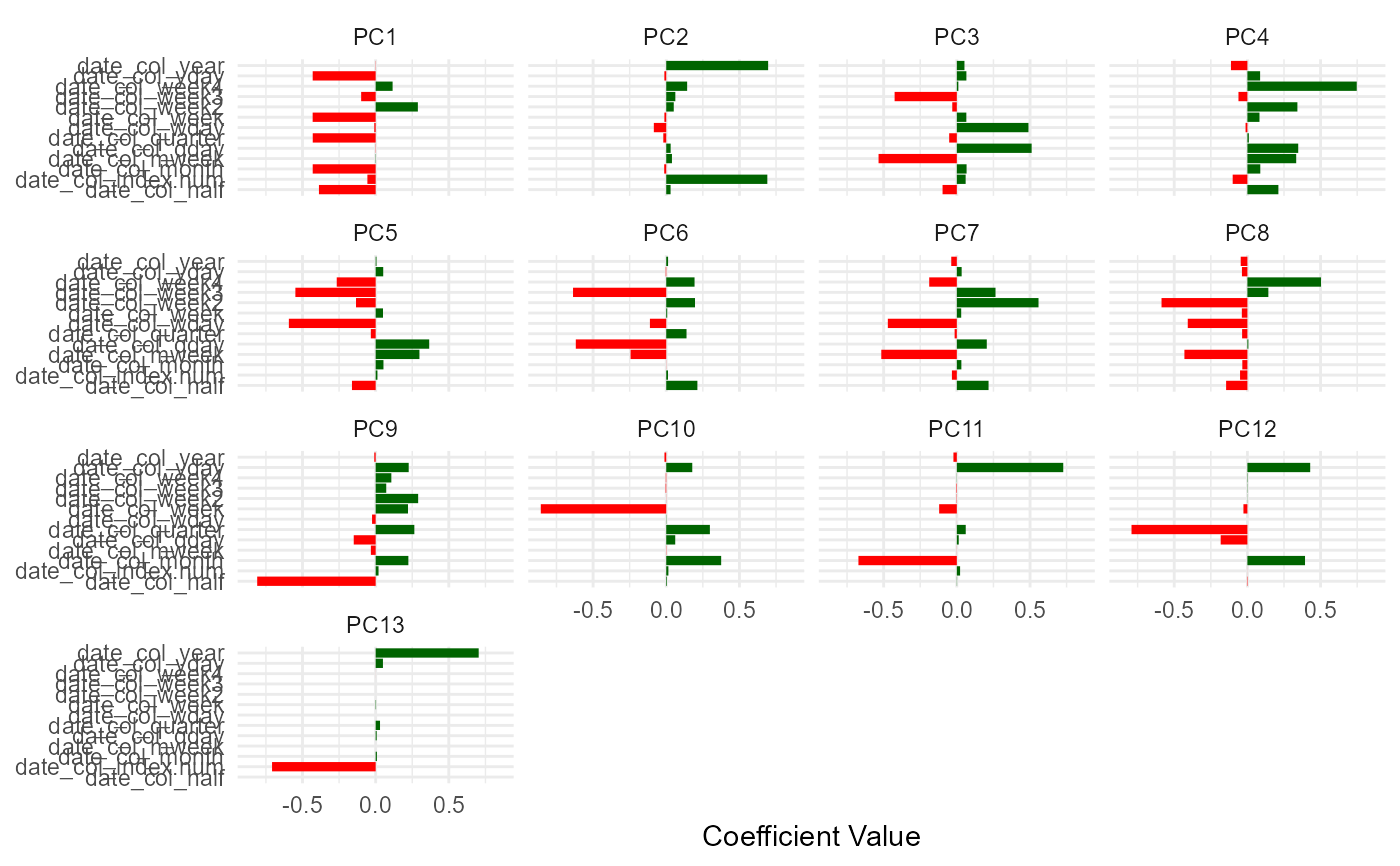 PC1 PC2 PC3 PC4
date_col_year
date_col_yday
date_col_week4
date_col_week3
date_col_week2
date_col_week
date_col_wday
date_col_quarter
date_col_qday
date_col_mweek
date_col_month
date_col_index.num
date_col_half
PC5 PC6 PC7 PC8
date_col_year
date_col_yday
date_col_week4
date_col_week3
date_col_week2
date_col_week
date_col_wday
date_col_quarter
date_col_qday
date_col_mweek
date_col_month
date_col_index.num
date_col_half
PC9 PC10 PC11 PC12
date_col_year
date_col_yday
date_col_week4
date_col_week3
date_col_week2
date_col_week
date_col_wday
date_col_quarter
date_col_qday
date_col_mweek
date_col_month
date_col_index.num
date_col_half
-0.5 0.0 0.5 -0.5 0.0 0.5 -0.5 0.0 0.5
PC13
date_col_year
date_col_yday
date_col_week4
date_col_week3
date_col_week2
date_col_week
date_col_wday
date_col_quarter
date_col_qday
date_col_mweek
date_col_month
date_col_index.num
date_col_half
-0.5 0.0 0.5
Coefficient Value